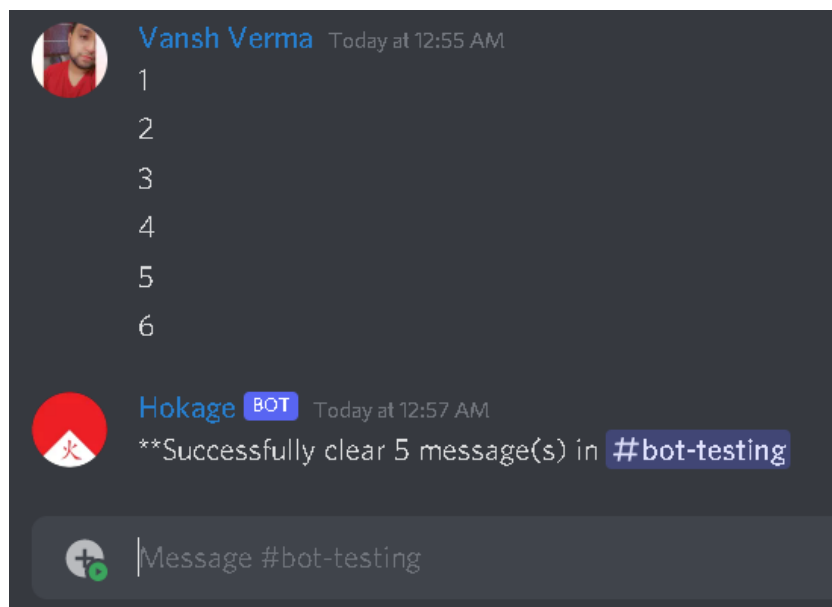 Vansh Verma Today at 12:55 AM
1
2
3
4
5
6
Hokage BOT Today at 12:57 AM
火
**Successfully clear 5 message(s) in #bot-testing
Message #bot-testing